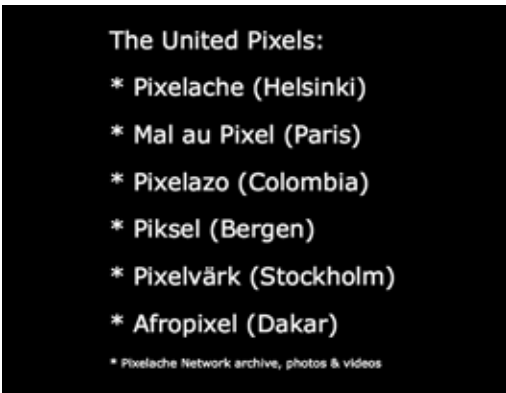 The United Pixels:
* Pixelache (Helsinki)
* Mal au Pixel (Paris)
* Pixelazo (Colombia)
* Piksel (Bergen)
* Pixelvärk (Stockholm)
* Afropixel (Dakar)
* Pixelache Network archive, photos & videos